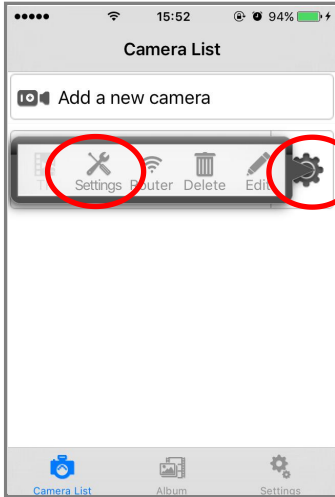 15:52
94%
Camera List
Add a new camera
Settings Router Delete Edit
Camera List Album Settings